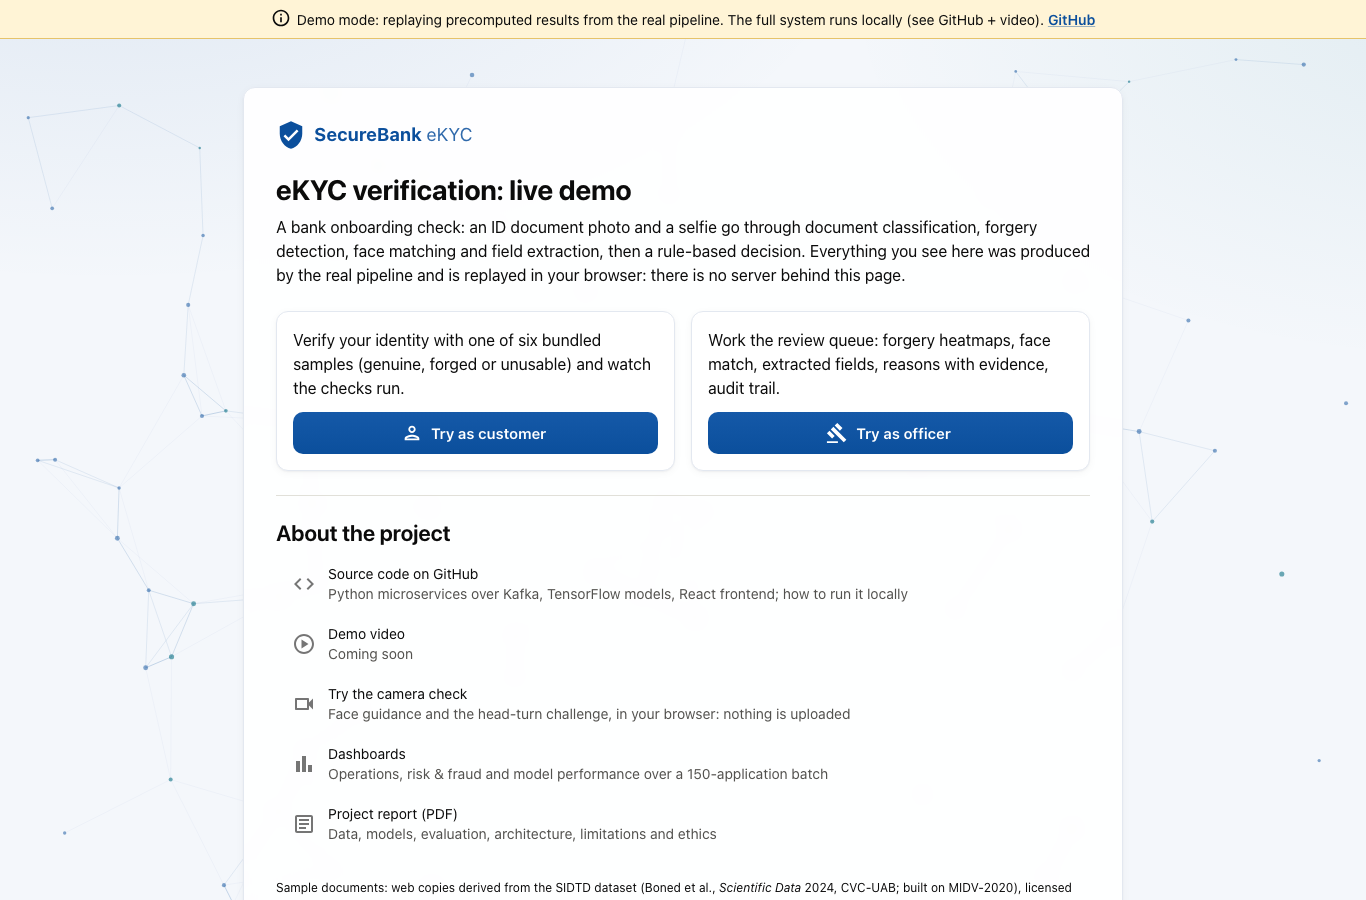 Demo mode: replaying precomputed results from the real pipeline. The full system runs locally (see GitHub + video). GitHub
SecureBank eKYC
eKYC verification: live demo
A bank onboarding check: an ID document photo and a selfie go through document classification, forgery
detection, face matching and field extraction, then a rule-based decision. Everything you see here was produced
by the real pipeline and is replayed in your browser: there is no server behind this page.
Verify your identity with one of six bundled
samples (genuine, forged or unusable) and watch
the checks run.
Try as customer
Work the review queue: forgery heatmaps, face
match, extracted fields, reasons with evidence,
audit trail.
Try as officer
About the project
Source code on GitHub
Python microservices over Kafka, TensorFlow models, React frontend; how to run it locally
Demo video
Coming soon
Try the camera check
Face guidance and the head-turn challenge, in your browser: nothing is uploaded
Dashboards
Operations, risk & fraud and model performance over a 150-application batch
Project report (PDF)
Data, models, evaluation, architecture, limitations and ethics
Sample documents: web copies derived from the SIDTD dataset (Boned et al., Scientific Data 2024, CVC-UAB; built on MIDV-2020), licensed